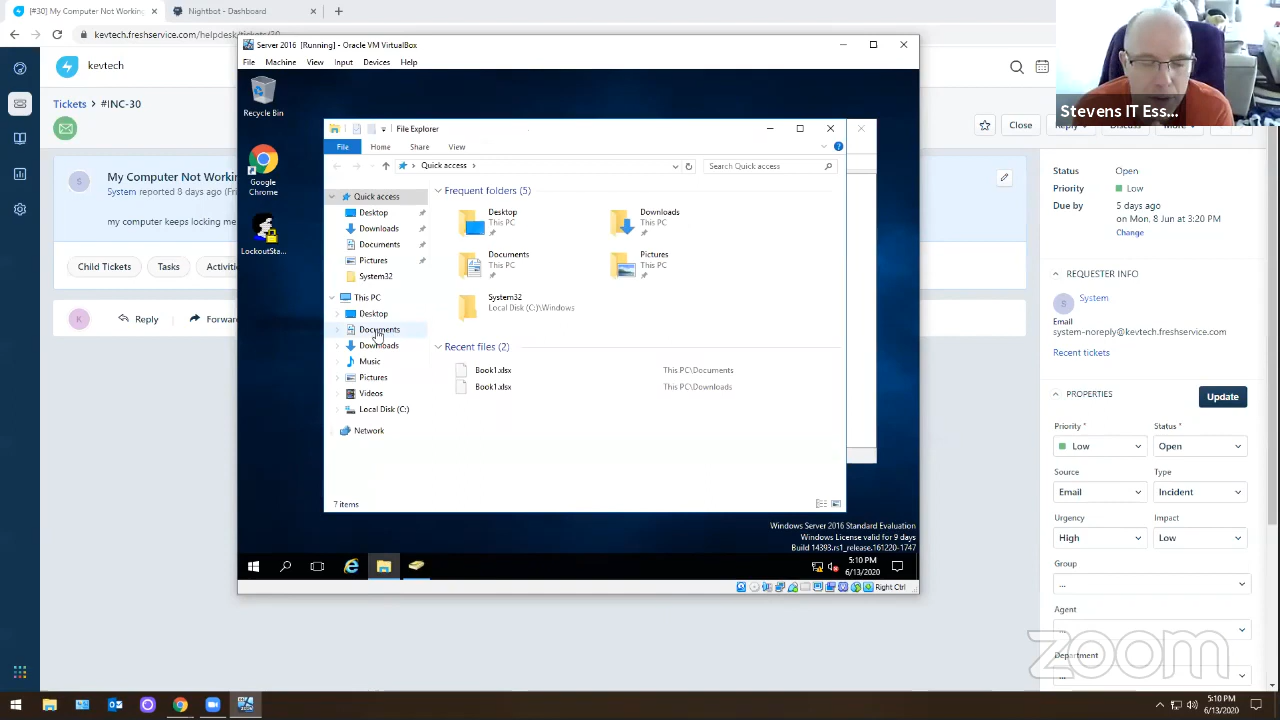 [#30] My Computer Not Working
Nightbot - Dashboard
kevtech.freshservice.com/helpdesk/tickets/30
kevtech
Tickets > #INC-30
Close
Reply
Discuss
More
Stevens IT Ess...
My Computer Not Worki
System reported 8 days ago (Fri
my computer keeps locking me
Child Tickets
Tasks
Activiti
Reply
Forwar
Server 2016 [Running] - Oracle VM VirtualBox
File Machine View Input Devices Help
Recycle Bin
Google
Chrome
LockoutSta...
File Explorer
File Home Share View
Quick access
Search Quick access
Quick access
Desktop
Downloads
Documents
Pictures
System32
This PC
Desktop
Documents
Downloads
Music
Pictures
Videos
Local Disk (C:)
Network
Frequent folders (5)
Desktop
This PC
Downloads
This PC
Documents
This PC
Pictures
This PC
System32
Local Disk (C:)\Windows
Recent files (2)
Book1.xlsx This PC\Documents
Book1.xlsx This PC\Downloads
7 items
Windows Server 2016 Standard Evaluation
Windows License valid for 9 days
Build 14393.rs1_release.161220-1747
5:10 PM
6/13/2020
Right Ctrl
Status Open
Priority Low
Due by 5 days ago
on Mon, 8 Jun at 3:20 PM
Change
REQUESTER INFO
S System
Email
system-noreply@kevtech.freshservice.com
Recent tickets
PROPERTIES
Update
Priority * Status *
Low Open
Source Type
Email Incident
Urgency Impact
High Low
Group
...
Agent
...
Department
...
zoom
5:10 PM
6/13/2020